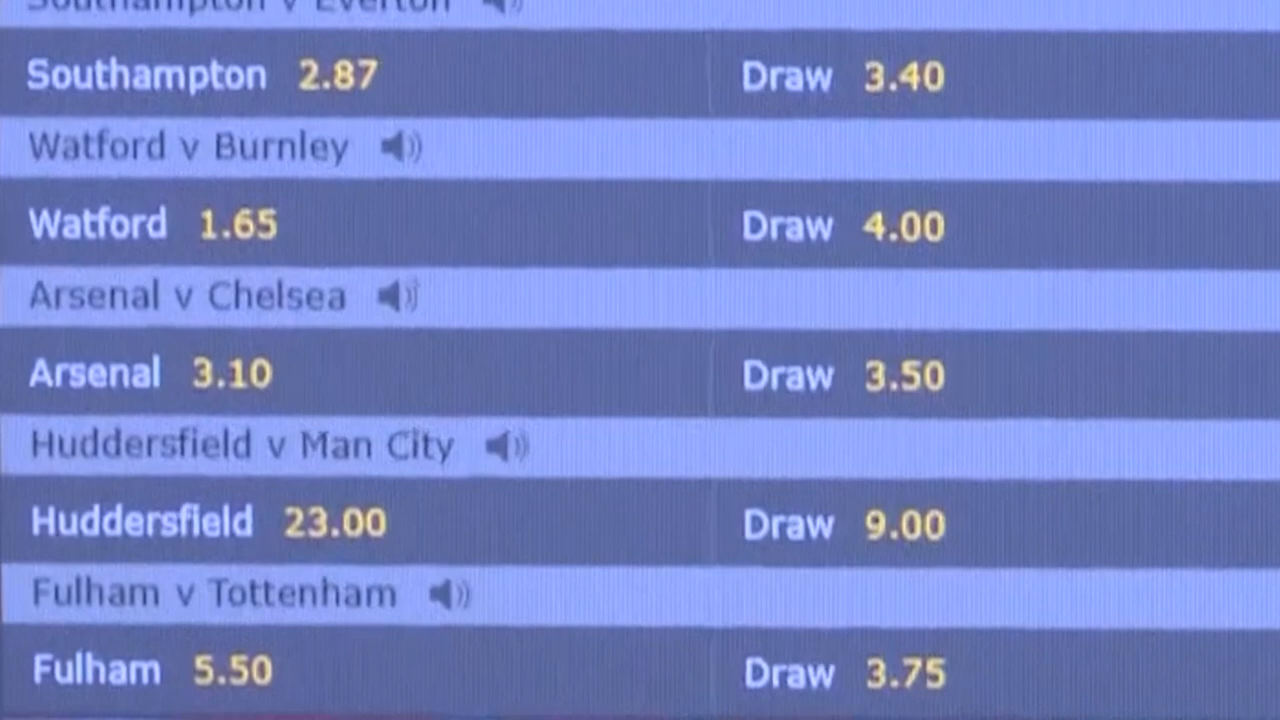 Southampton v Everton
Southampton 2.87 Draw 3.40
Watford v Burnley
Watford 1.65 Draw 4.00
Arsenal v Chelsea
Arsenal 3.10 Draw 3.50
Huddersfield v Man City
Huddersfield 23.00 Draw 9.00
Fulham v Tottenham
Fulham 5.50 Draw 3.75